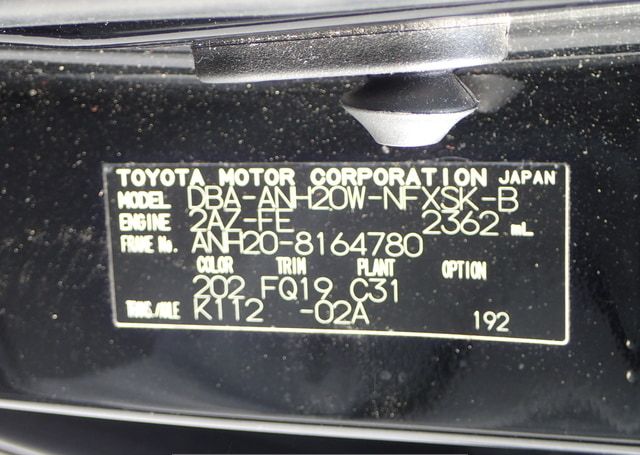 TOYOTA MOTOR CORPORATION JAPAN
MODEL DBA-ANH20W-NFXSK-B
ENGINE 2AZ-FE 2362 mL
FRAME No. ANH20-8164780
COLOR TRIM PLANT OPTION
202 FQ19 C31
TRANS./AXLE K112 -02A 192